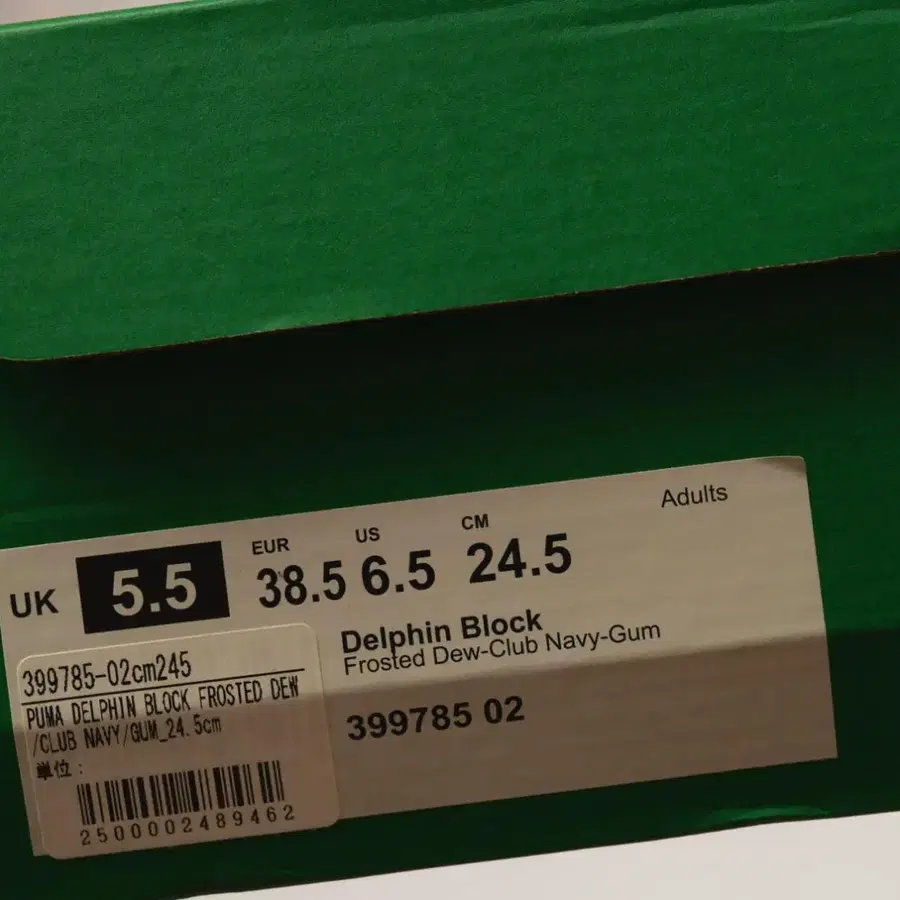 Adults
EUR US CM
UK 5.5 38.5 6.5 24.5
Delphin Block
Frosted Dew-Club Navy-Gum
399785 02
399785-02cm245
PUMA DELPHIN BLOCK FROSTED DEW
/CLUB NAVY/GUM_24.5cm
単位:
2500002489462